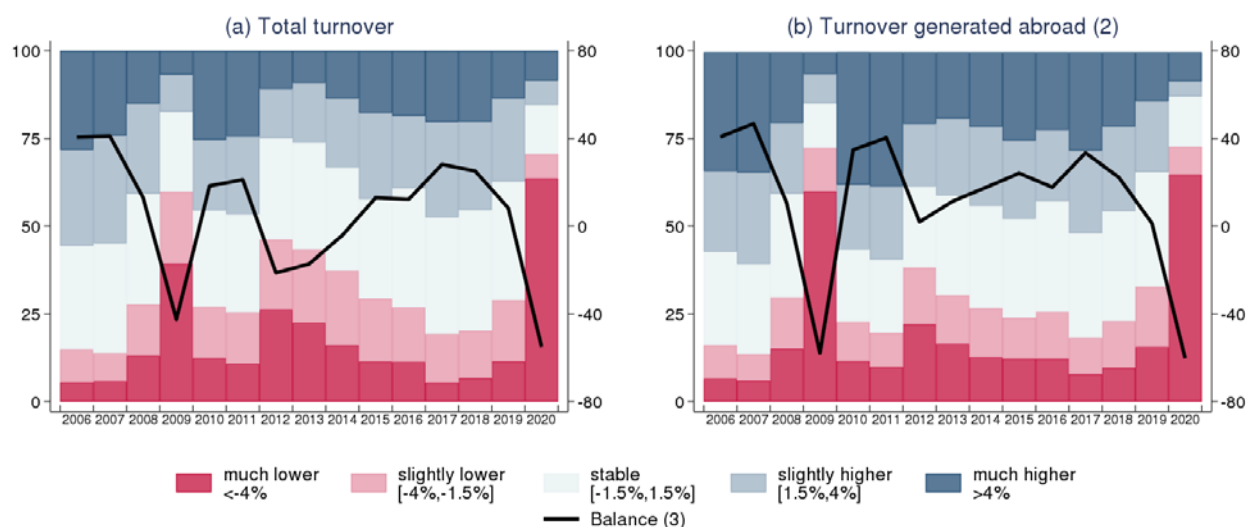 (a) Total turnover
(b) Turnover generated abroad (2)
100
75
50
25
0
80
40
0
-40
-80
2006 2007 2008 2009 2010 2011 2012 2013 2014 2015 2016 2017 2018 2019 2020
100
75
50
25
0
80
40
0
-40
-80
2006 2007 2008 2009 2010 2011 2012 2013 2014 2015 2016 2017 2018 2019 2020
much lower
<-4%
slightly lower
[-4%,-1.5%]
stable
[-1.5%,1.5%]
slightly higher
[1.5%,4%]
much higher
>4%
Balance (3)